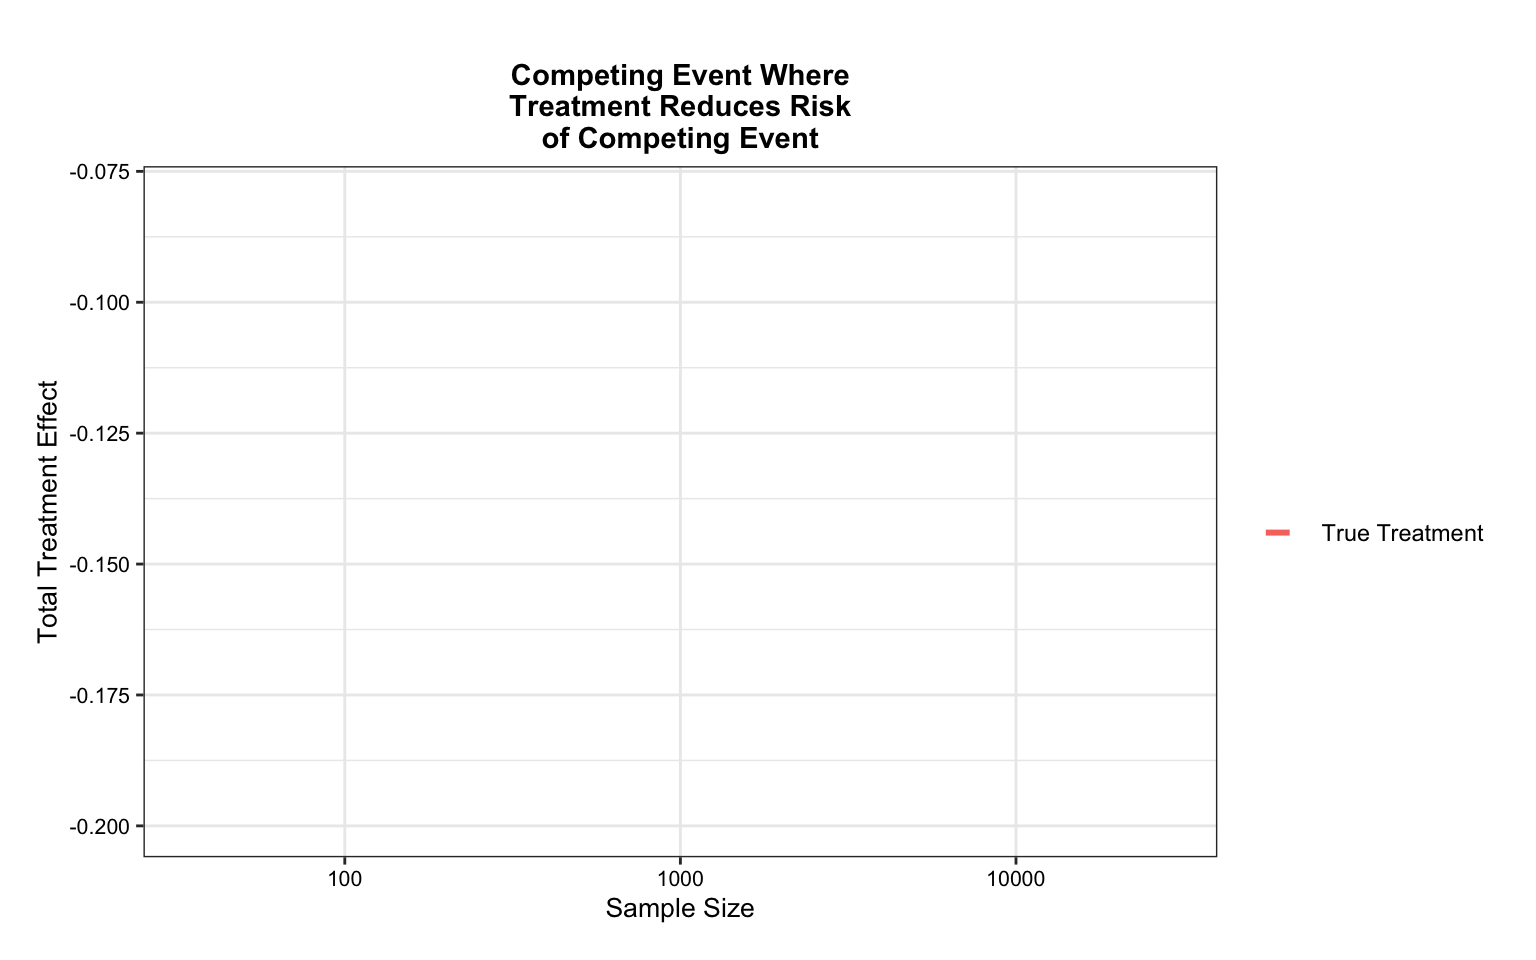 Competing Event Where
Treatment Reduces Risk
of Competing Event
-0.075
-0.100
-0.125
-0.150
-0.175
-0.200
Total Treatment Effect
100
1000
10000
Sample Size
True Treatment